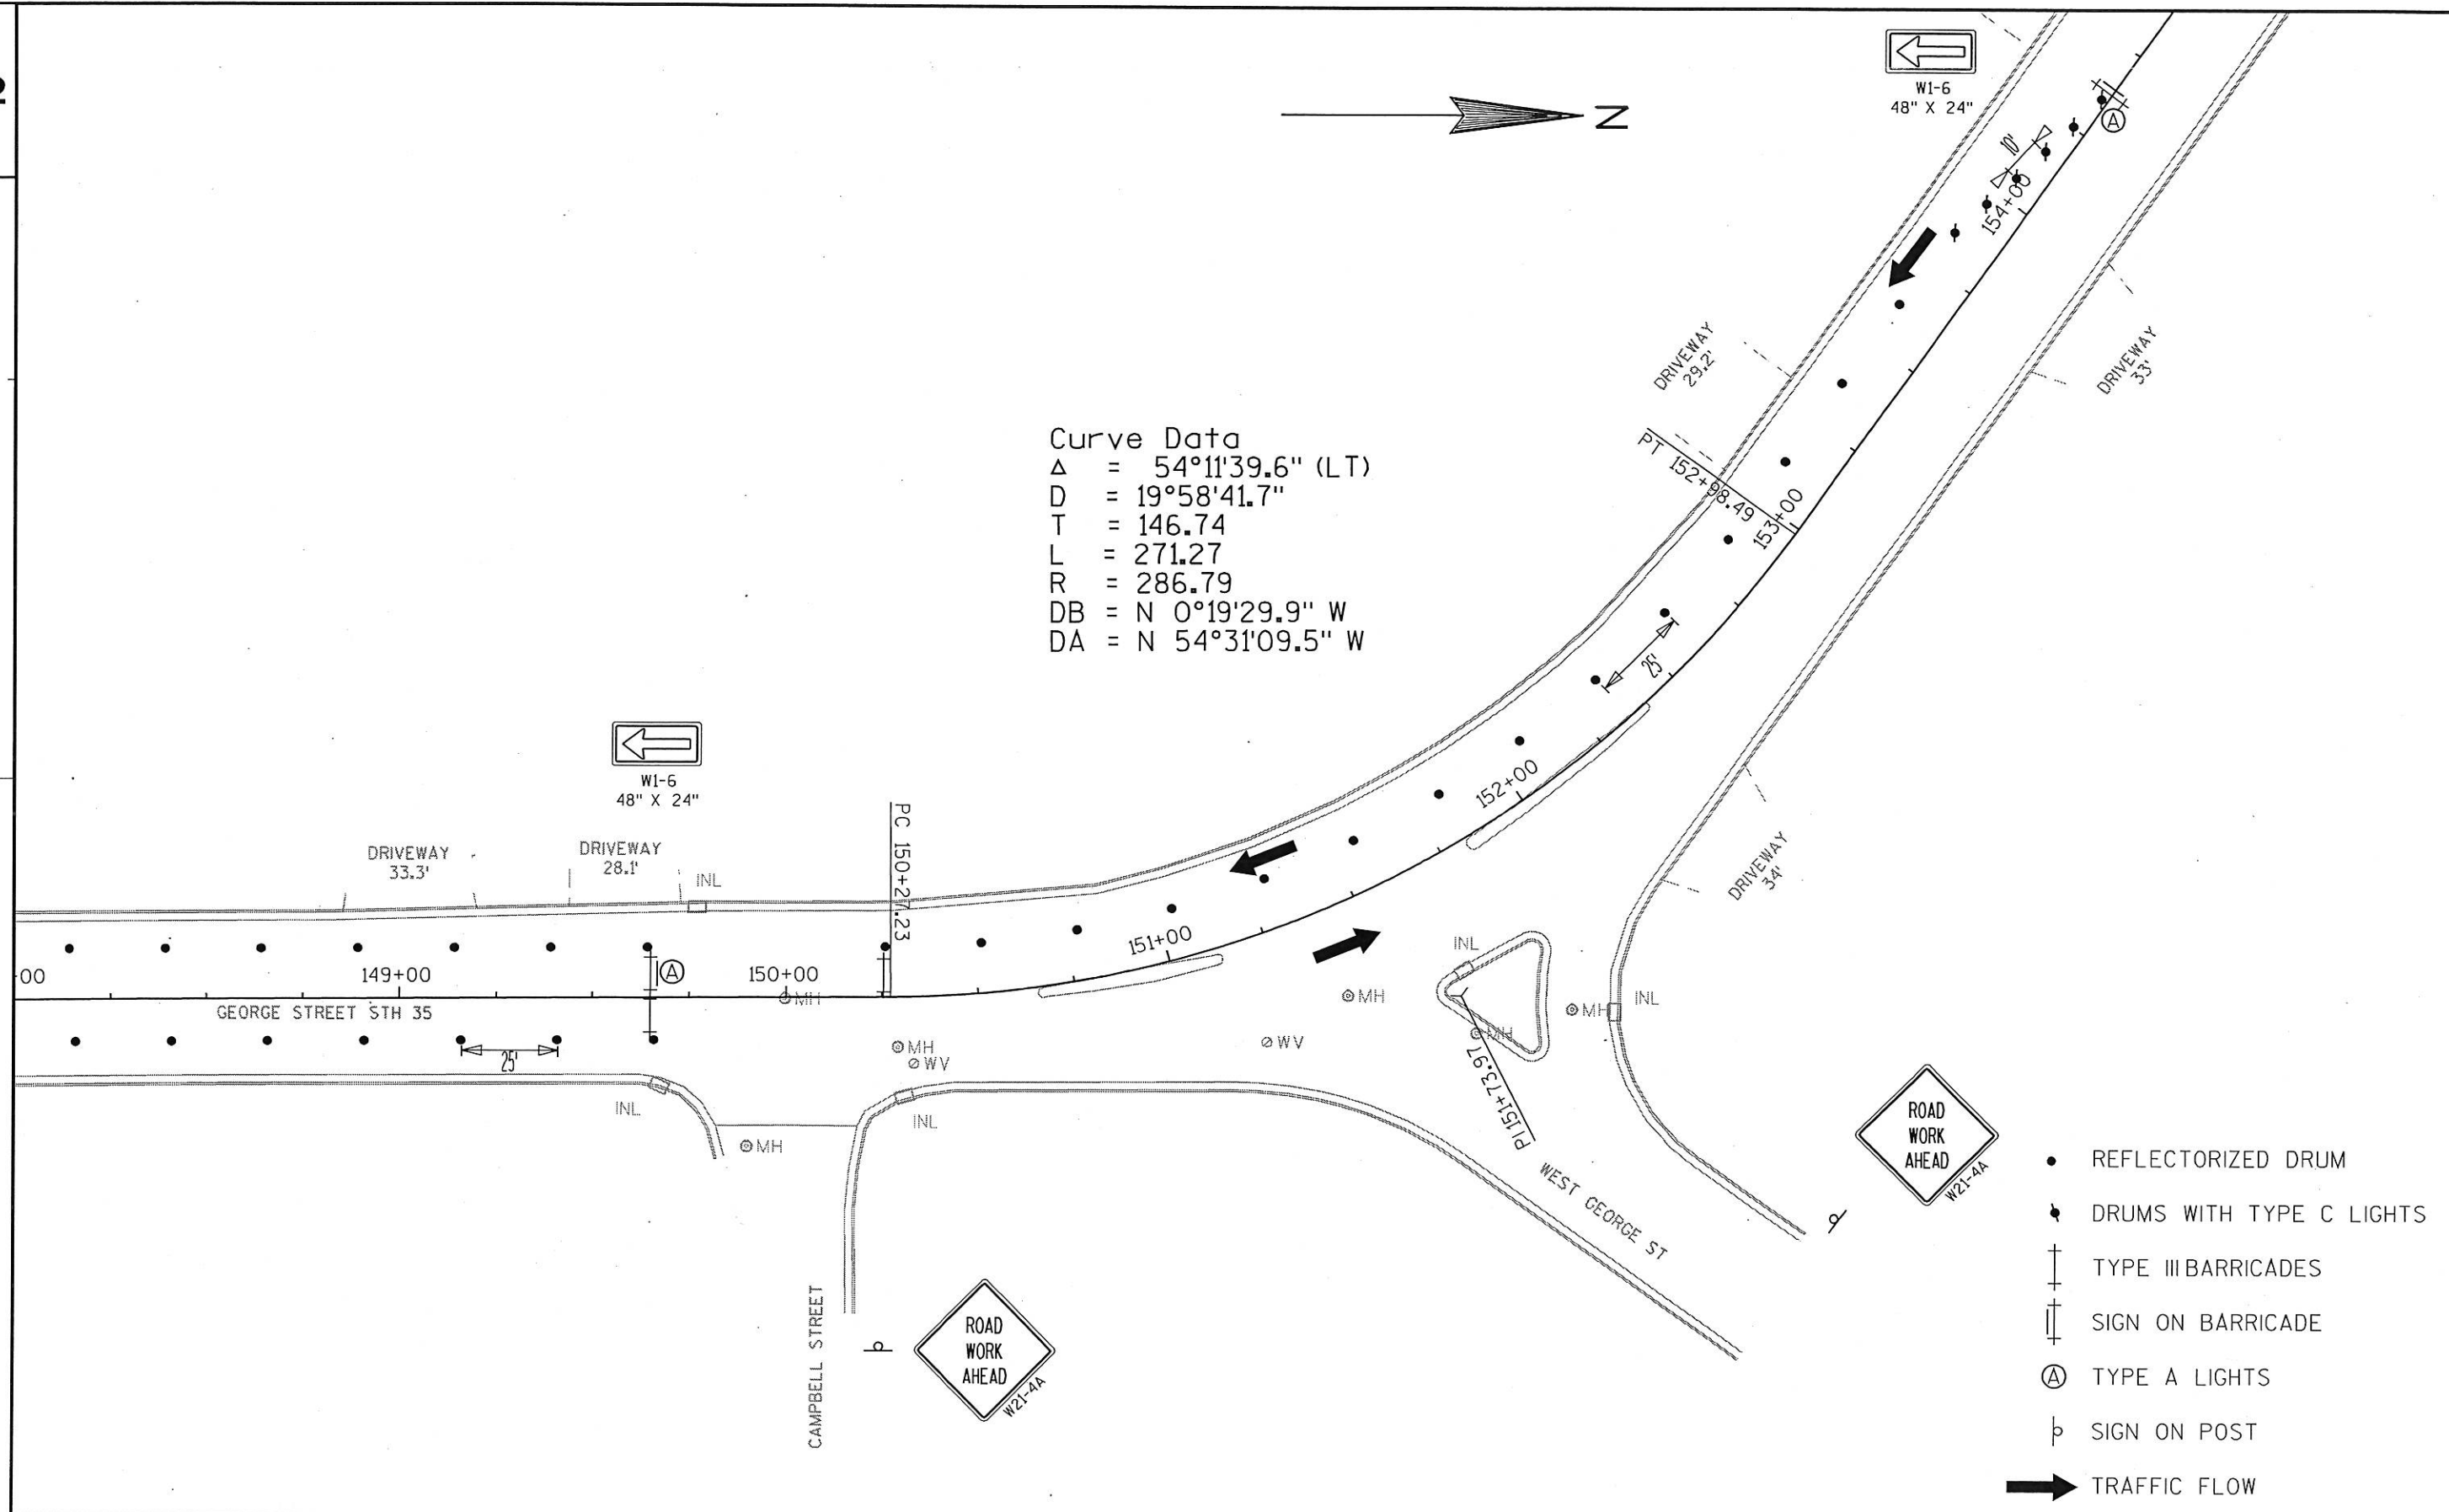 W1-6
48" X 24"
N
10'
154+00
A
DRIVEWAY
29.2'
DRIVEWAY
33'
PT 152+98.49
153+00
Curve Data
Δ = 54°11'39.6" (LT)
D = 19°58'41.7"
T = 146.74
L = 271.27
R = 286.79
DB = N 0°19'29.9" W
DA = N 54°31'09.5" W
25'
W1-6
48" X 24"
152+00
PC 150+27.23
DRIVEWAY
33.3'
DRIVEWAY
28.1'
INL
DRIVEWAY
34'
151+00
INL
00
149+00
A
150+00
MH
MH
MH
INL
GEORGE STREET STH 35
MH
25'
MH
WV
WV
PI 151+73.97
INL
INL
MH
WEST GEORGE ST
ROAD
WORK
AHEAD
W21-4A
CAMPBELL STREET
ROAD
WORK
AHEAD
W21-4A
REFLECTORIZED DRUM
DRUMS WITH TYPE C LIGHTS
TYPE III BARRICADES
SIGN ON BARRICADE
A TYPE A LIGHTS
SIGN ON POST
TRAFFIC FLOW